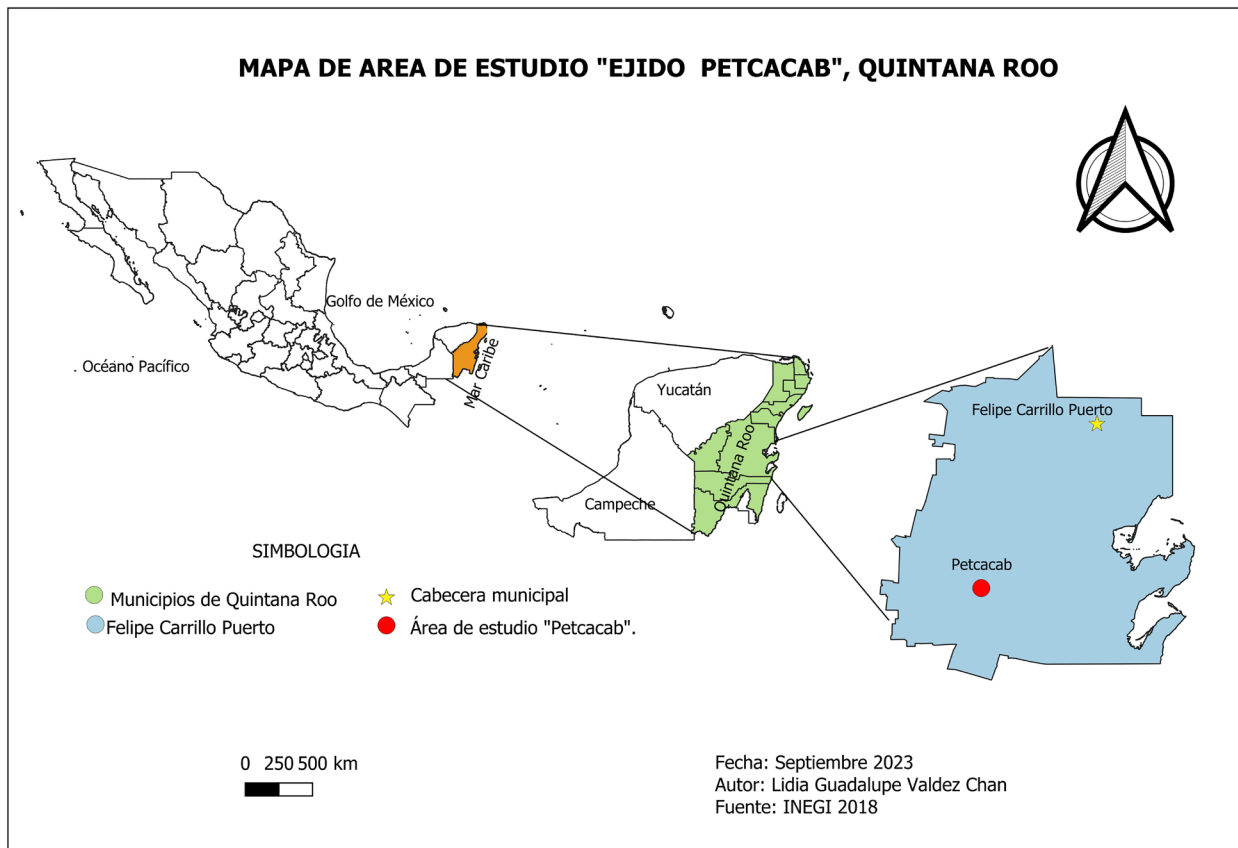 MAPA DE AREA DE ESTUDIO "EJIDO  PETCACAB", QUINTANA ROO
Golfo de México
Océano Pacífico
Mar Caribe
Yucatán
Quintana Roo
Campeche
Felipe Carrillo Puerto
Petcacab
SIMBOLOGIA
Municipios de Quintana Roo
Cabecera municipal
Felipe Carrillo Puerto
Área de estudio "Petcacab".
0 250 500 km
Fecha: Septiembre 2023
Autor: Lidia Guadalupe Valdez Chan
Fuente: INEGI 2018